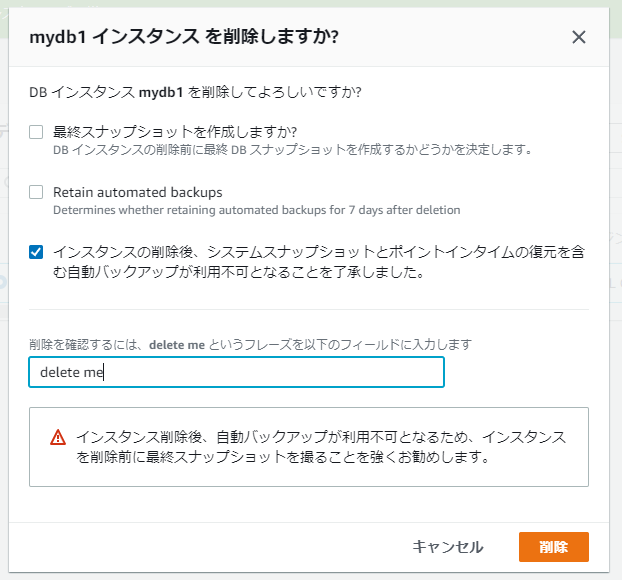 mydb1 インスタンス を削除しますか?
DB インスタンス mydb1 を削除してよろしいですか?
最終スナップショットを作成しますか?
DB インスタンスの削除前に最終 DB スナップショットを作成するかどうかを決定します。
Retain automated backups
Determines whether retaining automated backups for 7 days after deletion
インスタンスの削除後、システムスナップショットとポイントインタイムの復元を含
む自動バックアップが利用不可となることを了承しました。
削除を確認するには、delete me というフレーズを以下のフィールドに入力します
delete me
インスタンス削除後、自動バックアップが利用不可となるため、インスタンス
を削除前に最終スナップショットを撮ることを強くお勧めします。
キャンセル
削除